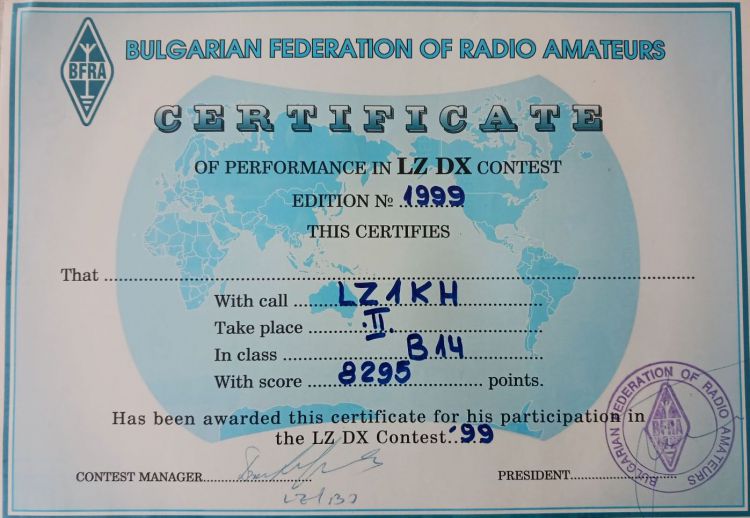 BFRA
BULGARIAN FEDERATION OF RADIO AMATEURS
CERTIFICATE
OF PERFORMANCE IN LZ DX CONTEST
EDITION № 1999
THIS CERTIFIES
That
With call LZ1KH
Take place II.
In class B14
With score 8295 points.
Has been awarded this certificate for his participation in
the LZ DX Contest '99
CONTEST MANAGER
PRESIDENT
BULGARIAN FEDERATION OF RADIO AMATEURS
BFRA